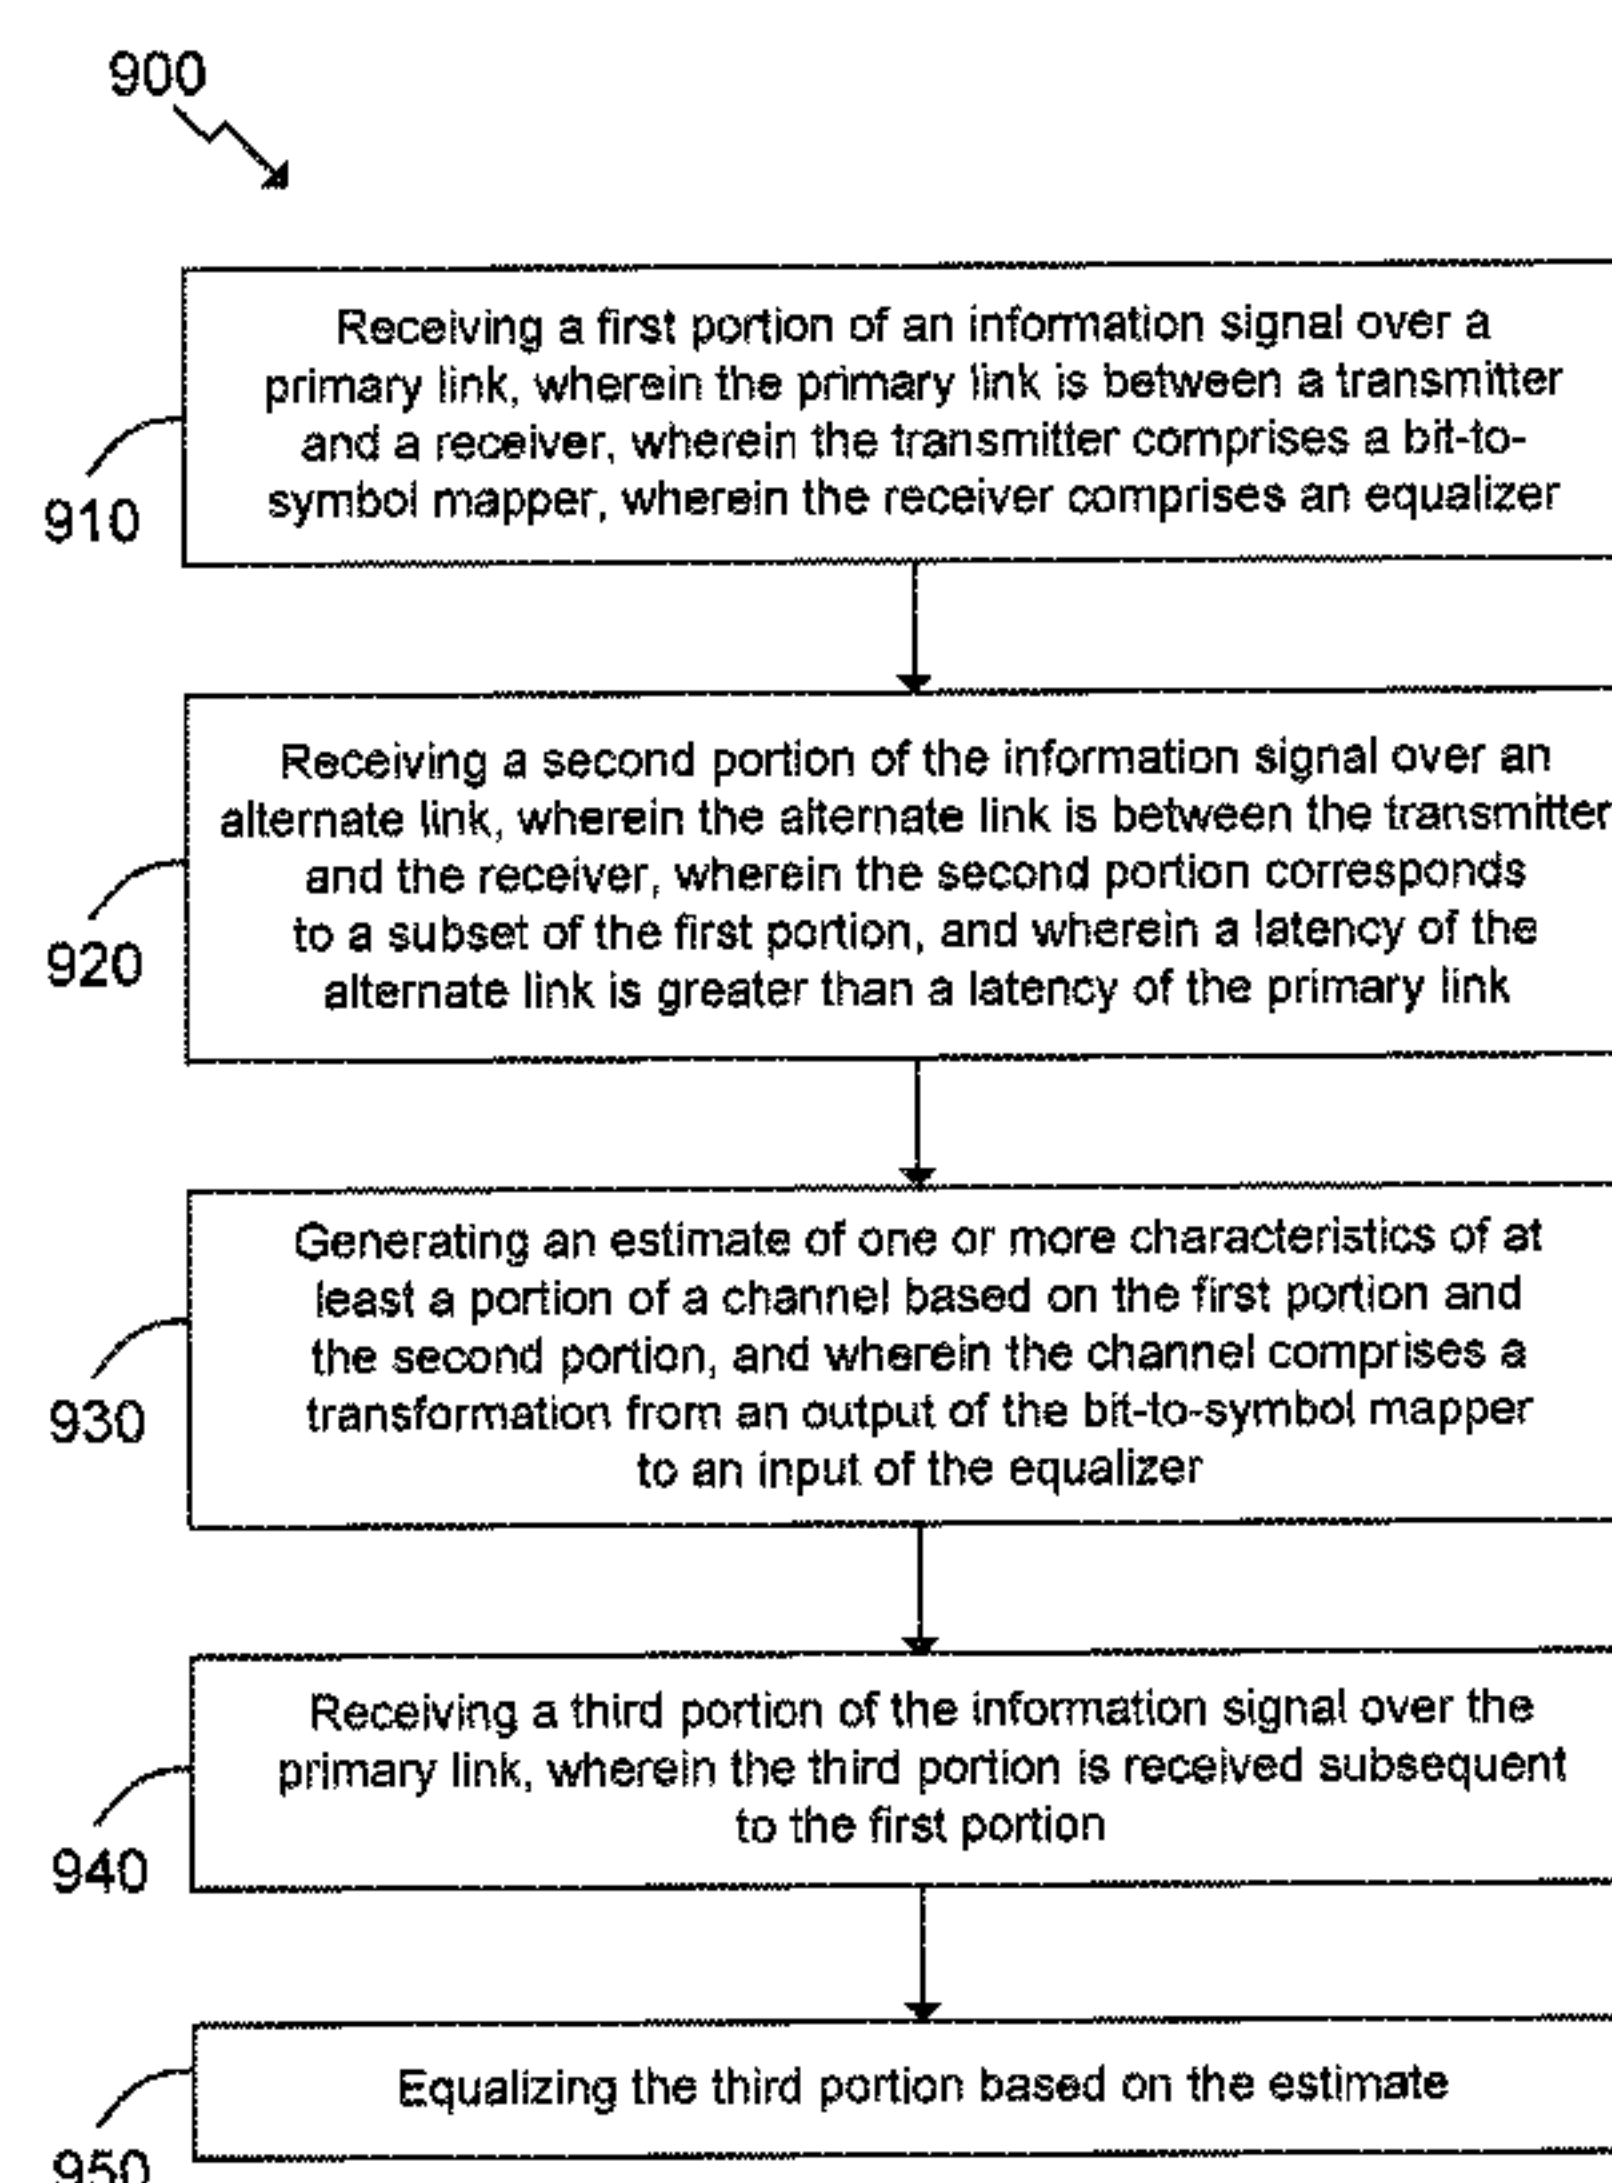 900
Receiving a first portion of an information signal over a
primary link, wherein the primary link is between a transmitter
and a receiver, wherein the transmitter comprises a bit-to-
symbol mapper, wherein the receiver comprises an equalizer
910
Receiving a second portion of the information signal over an
alternate link, wherein the alternate link is between the transmitter
and the receiver, wherein the second portion corresponds
to a subset of the first portion, and wherein a latency of the
alternate link is greater than a latency of the primary link
920
Generating an estimate of one or more characteristics of at
least a portion of a channel based on the first portion and
the second portion, and wherein the channel comprises a
transformation from an output of the bit-to-symbol mapper
to an input of the equalizer
930
Receiving a third portion of the information signal over the
primary link, wherein the third portion is received subsequent
to the first portion
940
Equalizing the third portion based on the estimate
950